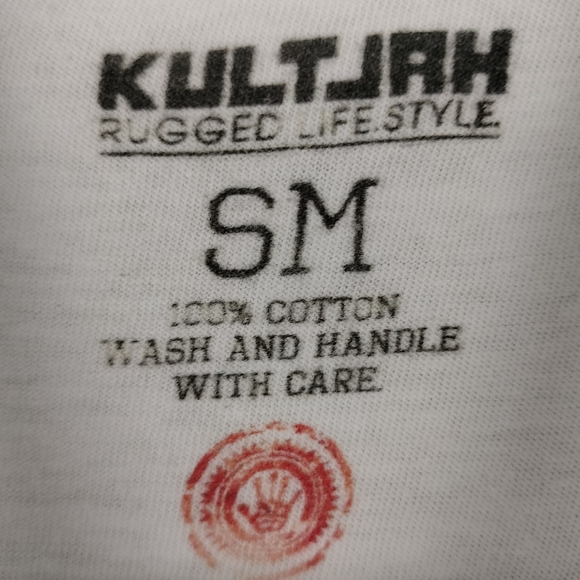 KULTJAH
RUGGED LIFE.STYLE.
SM
100% COTTON
WASH AND HANDLE
WITH CARE.